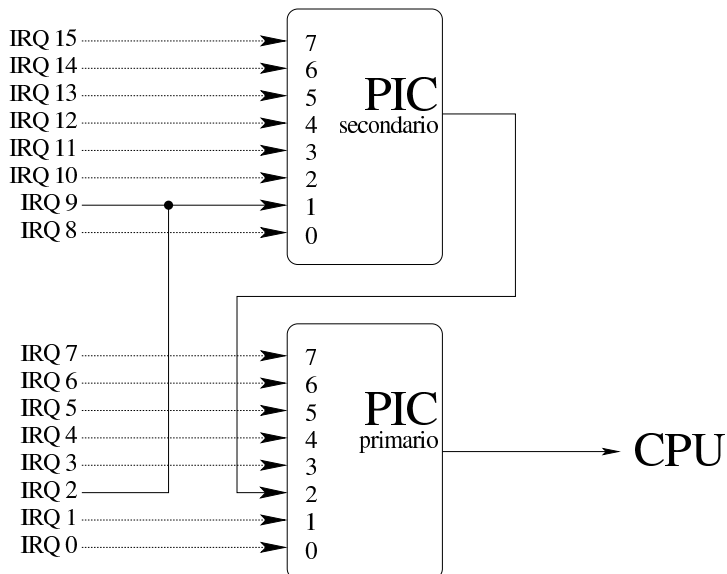 IRQ 15
7
IRQ 14
6
IRQ 13
5
IRQ 12
4
IRQ 11
3
IRQ 10
2
IRQ 9
1
IRQ 8
0
PIC
secondario
IRQ 7
7
IRQ 6
6
IRQ 5
5
IRQ 4
4
IRQ 3
3
IRQ 2
2
IRQ 1
1
IRQ 0
0
PIC
primario
CPU